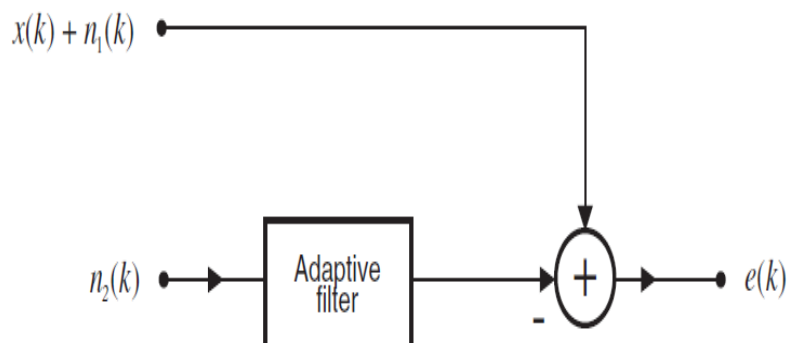 x(k) + n₁(k)
n₂(k)
Adaptive
filter
+
-
e(k)